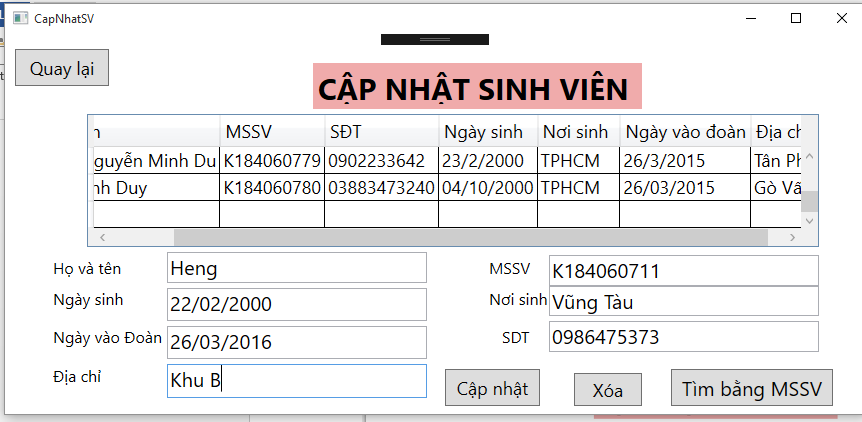 CapNhatSV
Quay lại
CẬP NHẬT SINH VIÊN
MSSV SĐT Ngày sinh Nơi sinh Ngày vào đoàn Địa ch
guyễn Minh Du K184060779 0902233642 23/2/2000 TPHCM 26/3/2015 Tân Ph
nh Duy K184060780 03883473240 04/10/2000 TPHCM 26/03/2015 Gò Vấ
Họ và tên Heng MSSV K184060711
Ngày sinh 22/02/2000 Nơi sinh Vũng Tàu
Ngày vào Đoàn 26/03/2016 SDT 0986475373
Địa chỉ Khu B Cập nhật Xóa Tìm bằng MSSV